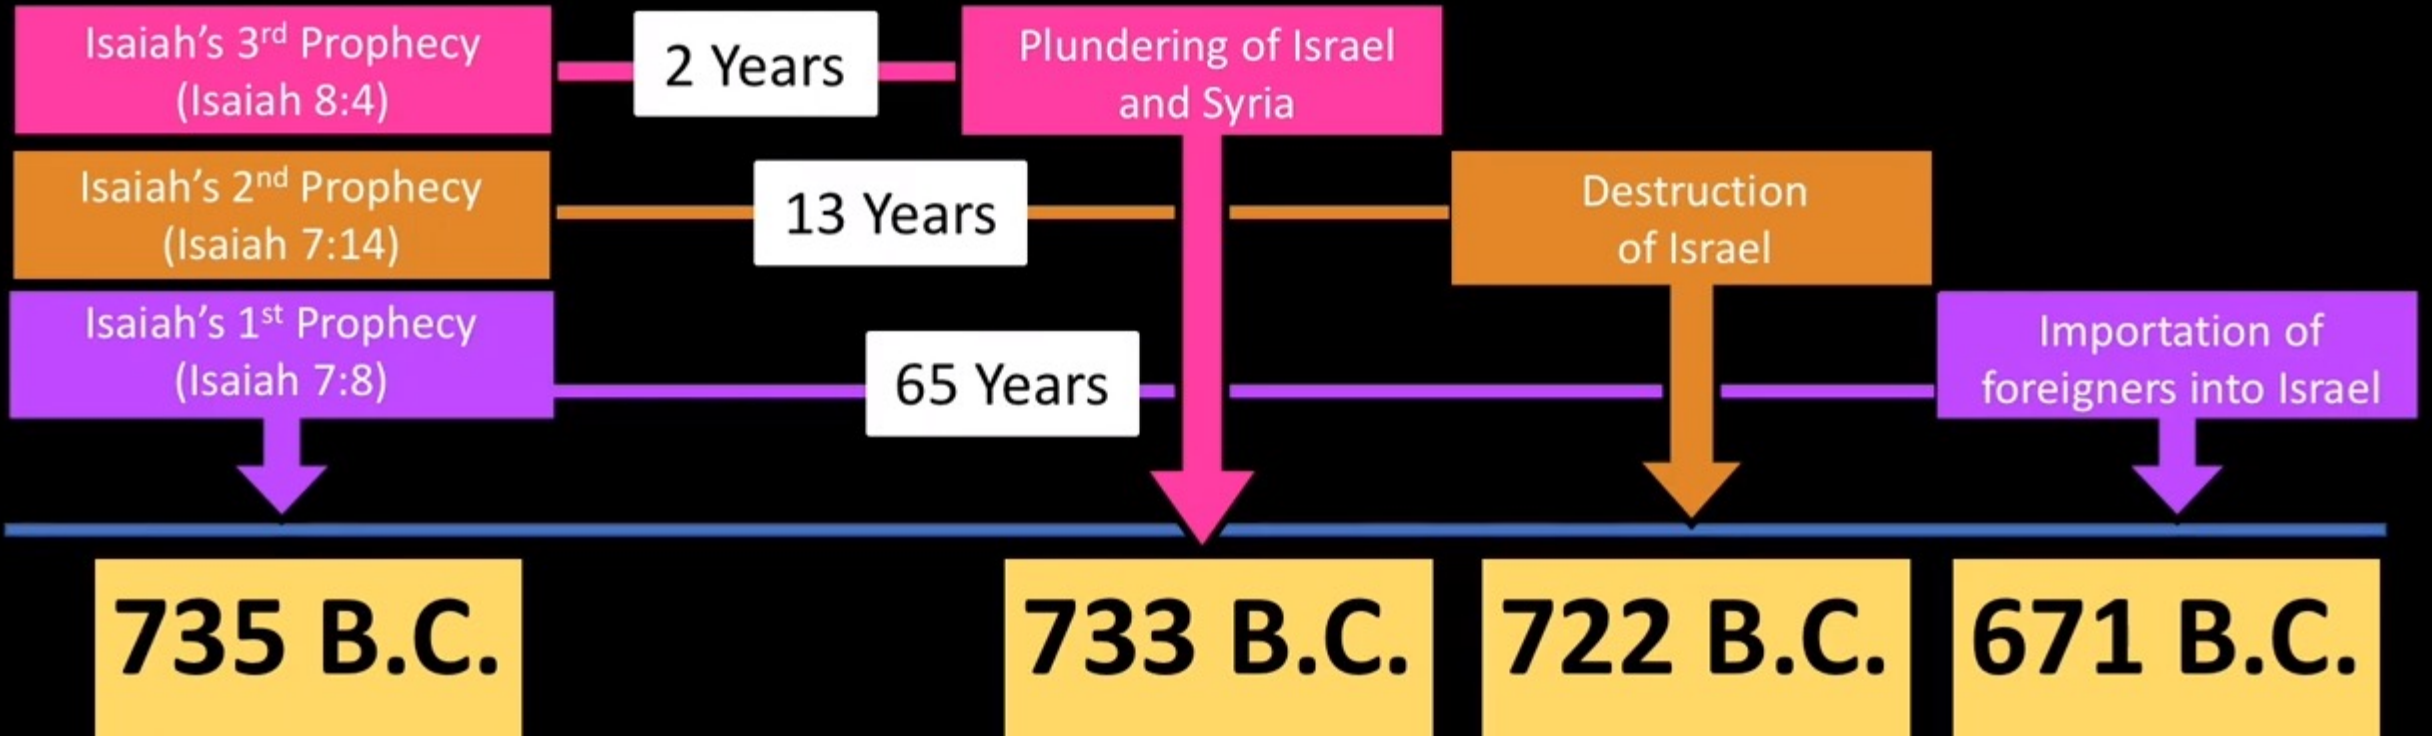 Isaiah's 3rd Prophecy
(Isaiah 8:4)
2 Years
Plundering of Israel
and Syria
Isaiah's 2nd Prophecy
(Isaiah 7:14)
13 Years
Destruction
of Israel
Isaiah's 1st Prophecy
(Isaiah 7:8)
65 Years
Importation of
foreigners into Israel
735 B.C.
733 B.C.
722 B.C.
671 B.C.